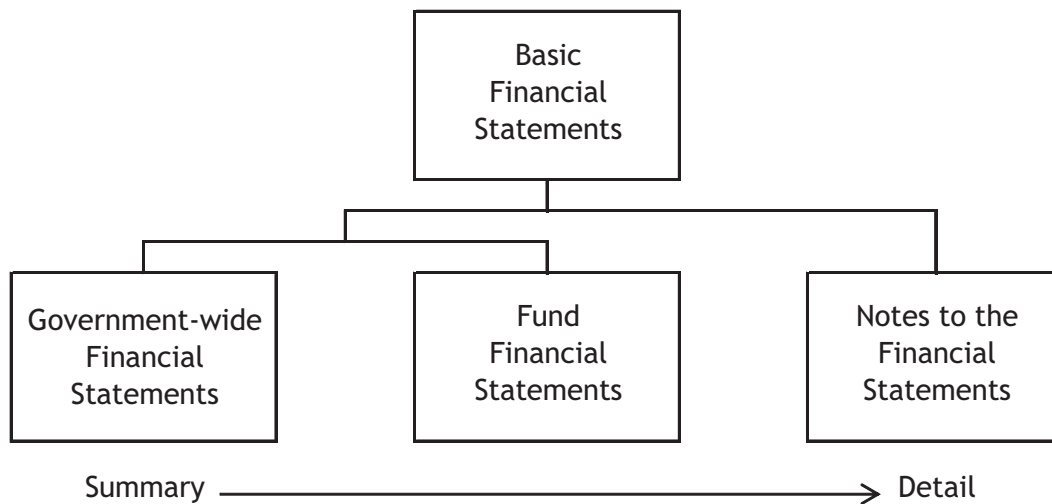 Basic
Financial
Statements
Government-wide
Financial
Statements
Fund
Financial
Statements
Notes to the
Financial
Statements
Summary
Detail